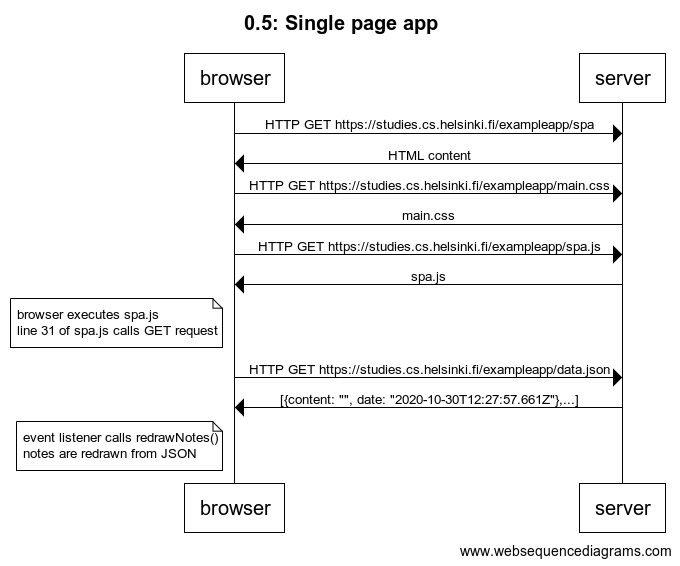 0.5: Single page app
browser
server
HTTP GET https://studies.cs.helsinki.fi/exampleapp/spa
HTML content
HTTP GET https://studies.cs.helsinki.fi/exampleapp/main.css
main.css
HTTP GET https://studies.cs.helsinki.fi/exampleapp/spa.js
spa.js
browser executes spa.js
line 31 of spa.js calls GET request
HTTP GET https://studies.cs.helsinki.fi/exampleapp/data.json
[{content: "", date: "2020-10-30T12:27:57.661Z"},...]
event listener calls redrawNotes()
notes are redrawn from JSON
browser
server
www.websequencediagrams.com